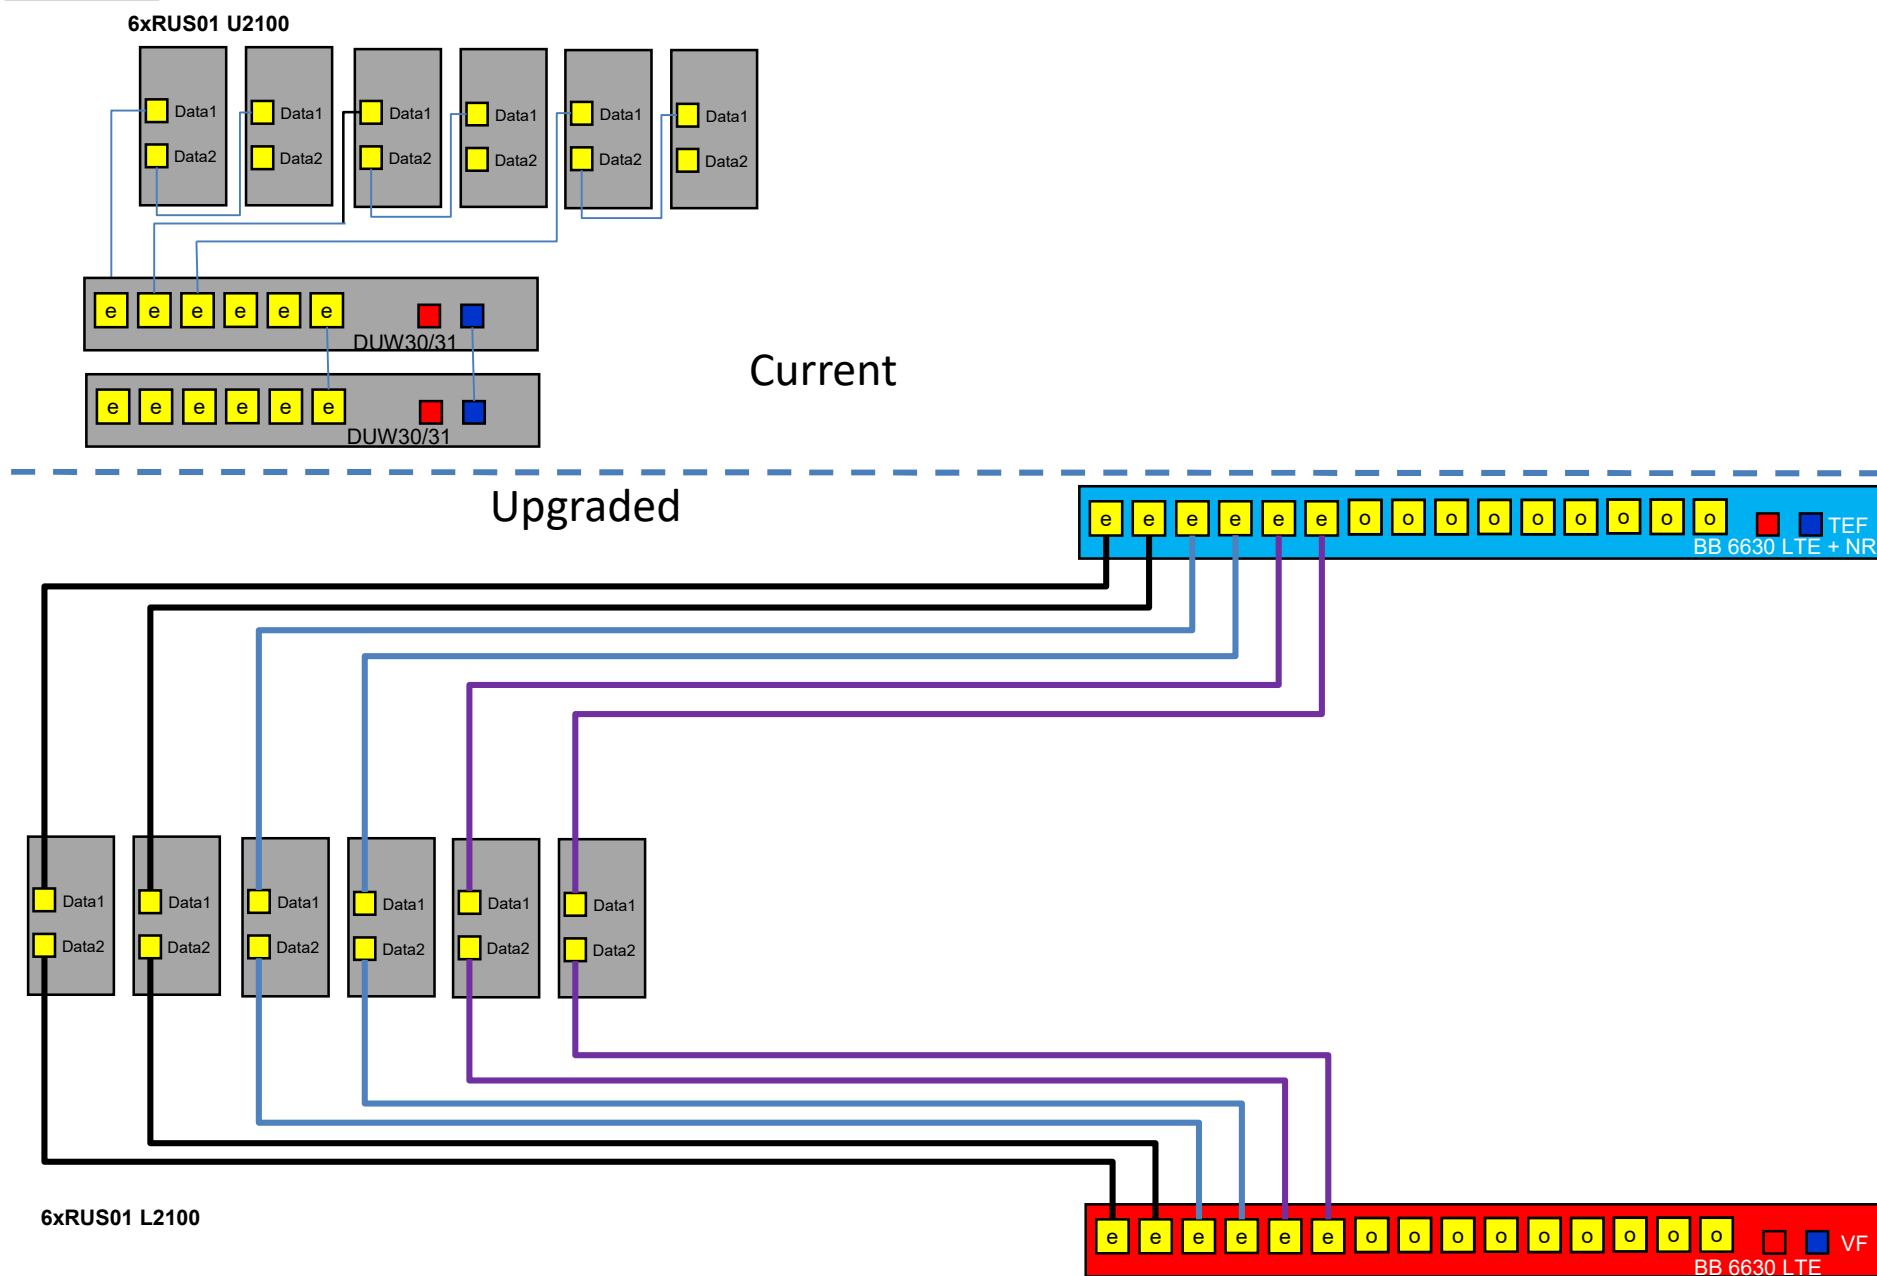 6xRUS01 U2100
Data1 Data1 Data1 Data1 Data1 Data1
Data2 Data2 Data2 Data2 Data2 Data2
e e e e e e
DUW30/31
Current
e e e e e e
DUW30/31
Upgraded
e e e e e e o o o o o o o o o TEF
BB 6630 LTE + NR
Data1 Data1 Data1 Data1 Data1 Data1
Data2 Data2 Data2 Data2 Data2 Data2
6xRUS01 L2100
e e e e e e o o o o o o o o o VF
BB 6630 LTE